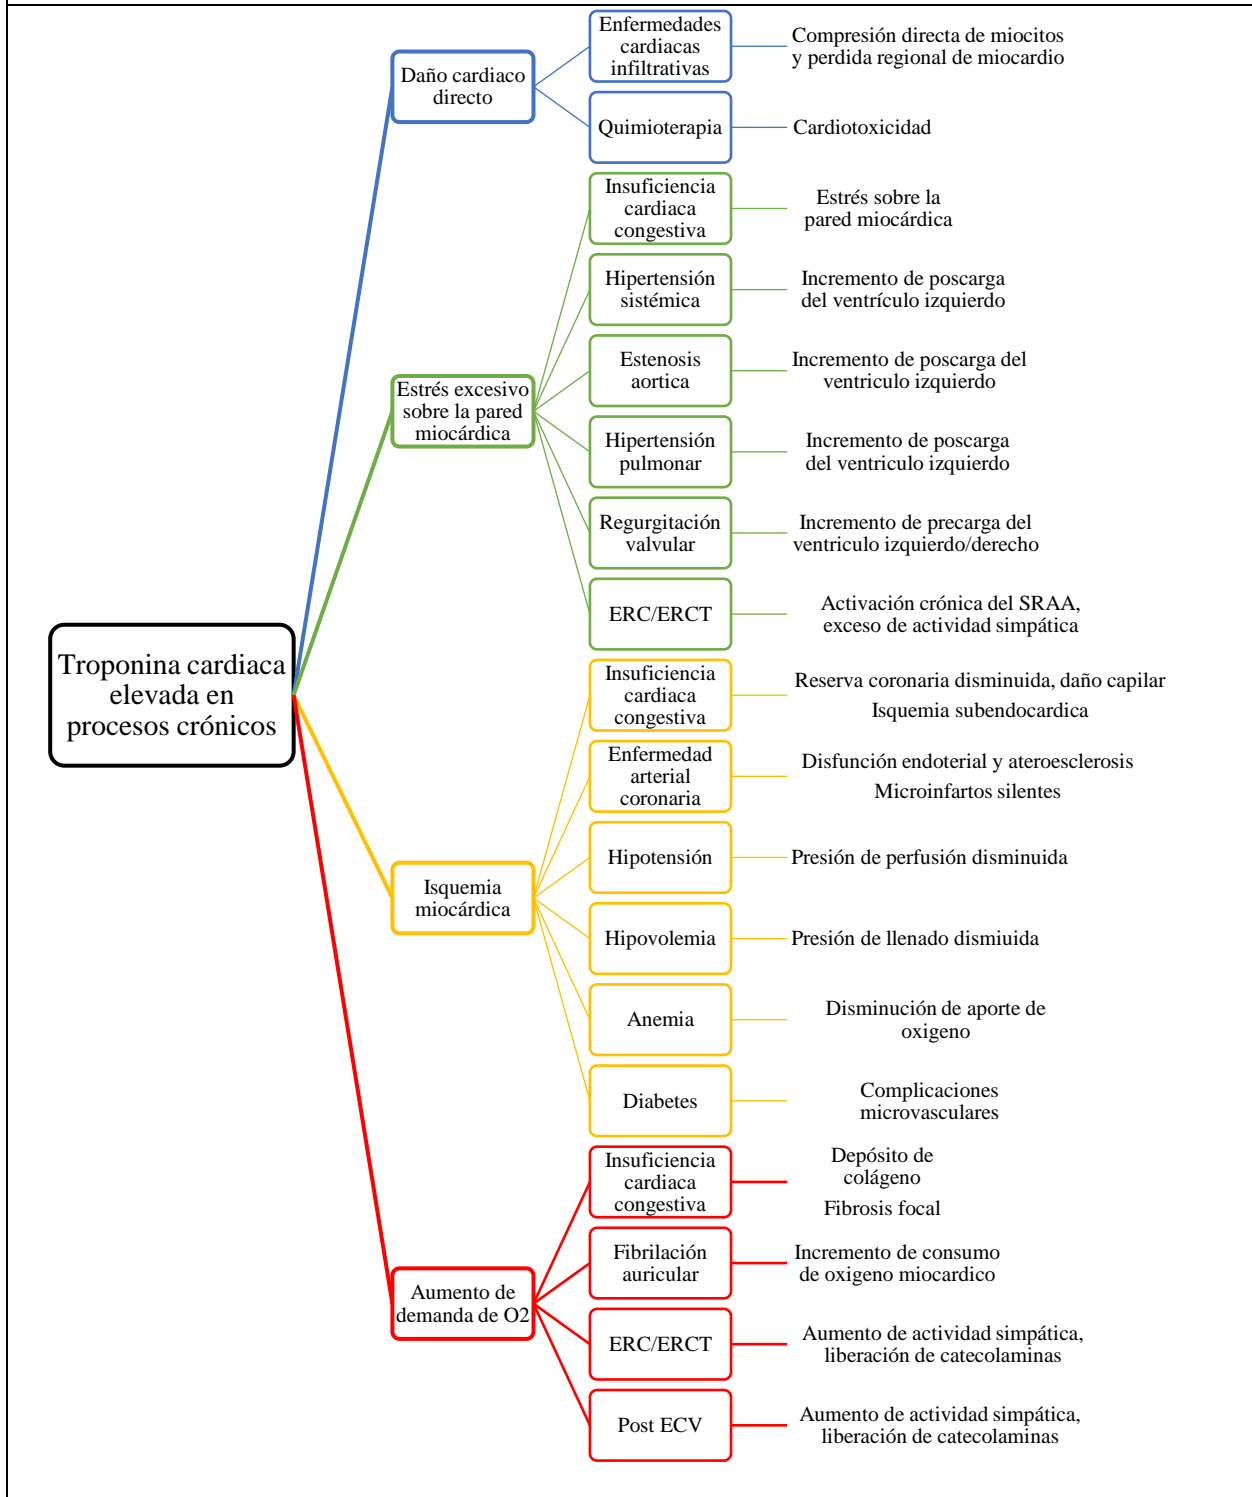 Troponina cardiaca
elevada en
procesos crónicos
Daño cardiaco
directo
Enfermedades
cardiacas
infiltrativas
Compresión directa de miocitos
y perdida regional de miocardio
Quimioterapia
Cardiotoxicidad
Estrés excesivo
sobre la pared
miocárdica
Insuficiencia
cardiaca
congestiva
Estrés sobre la
pared miocárdica
Hipertensión
sistémica
Incremento de poscarga
del ventrículo izquierdo
Estenosis
aortica
Incremento de poscarga del
ventriculo izquierdo
Hipertensión
pulmonar
Incremento de poscarga
del ventriculo izquierdo
Regurgitación
valvular
Incremento de precarga del
ventriculo izquierdo/derecho
ERC/ERCT
Activación crónica del SRAA,
exceso de actividad simpática
Isquemia
miocárdica
Insuficiencia
cardiaca
congestiva
Reserva coronaria disminuida, daño capilar
Isquemia subendocardica
Enfermedad
arterial
coronaria
Disfunción endoterial y ateroesclerosis
Microinfartos silentes
Hipotensión
Presión de perfusión disminuida
Hipovolemia
Presión de llenado dismiuida
Anemia
Disminución de aporte de
oxigeno
Diabetes
Complicaciones
microvasculares
Aumento de
demanda de O2
Insuficiencia
cardiaca
congestiva
Depósito de
colágeno
Fibrosis focal
Fibrilación
auricular
Incremento de consumo
de oxigeno miocardico
ERC/ERCT
Aumento de actividad simpática,
liberación de catecolaminas
Post ECV
Aumento de actividad simpática,
liberación de catecolaminas